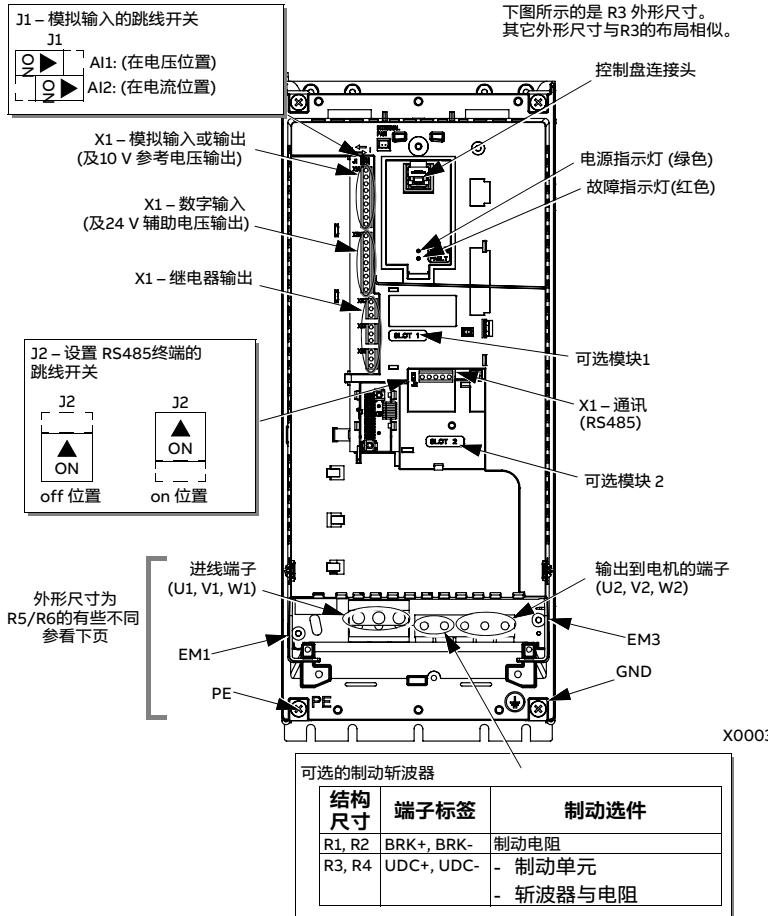 J1 – 模拟输入的跳线开关
J1
ON
AI1: (在电压位置)
ON
AI2: (在电流位置)
下图所示的是 R3 外形尺寸。
其它外形尺寸与R3的布局相似。
控制盘连接头
X1 – 模拟输入或输出
(及10 V 参考电压输出)
电源指示灯 (绿色)
故障指示灯(红色)
X1 – 数字输入
(及24 V 辅助电压输出)
X1 – 继电器输出
SLOT 1
可选模块1
J2 – 设置 RS485终端的
跳线开关
J2
J2
ON
ON
off 位置
on 位置
X1 – 通讯
(RS485)
SLOT 2
可选模块 2
进线端子
(U1, V1, W1)
输出到电机的端子
(U2, V2, W2)
外形尺寸为
R5/R6的有些不同
参看下页
EM1
EM3
PE
PE
GND
X0003
可选的制动斩波器
结构尺寸 端子标签 制动选件
R1, R2 BRK+, BRK- 制动电阻
R3, R4 UDC+, UDC- - 制动单元
- 斩波器与电阻